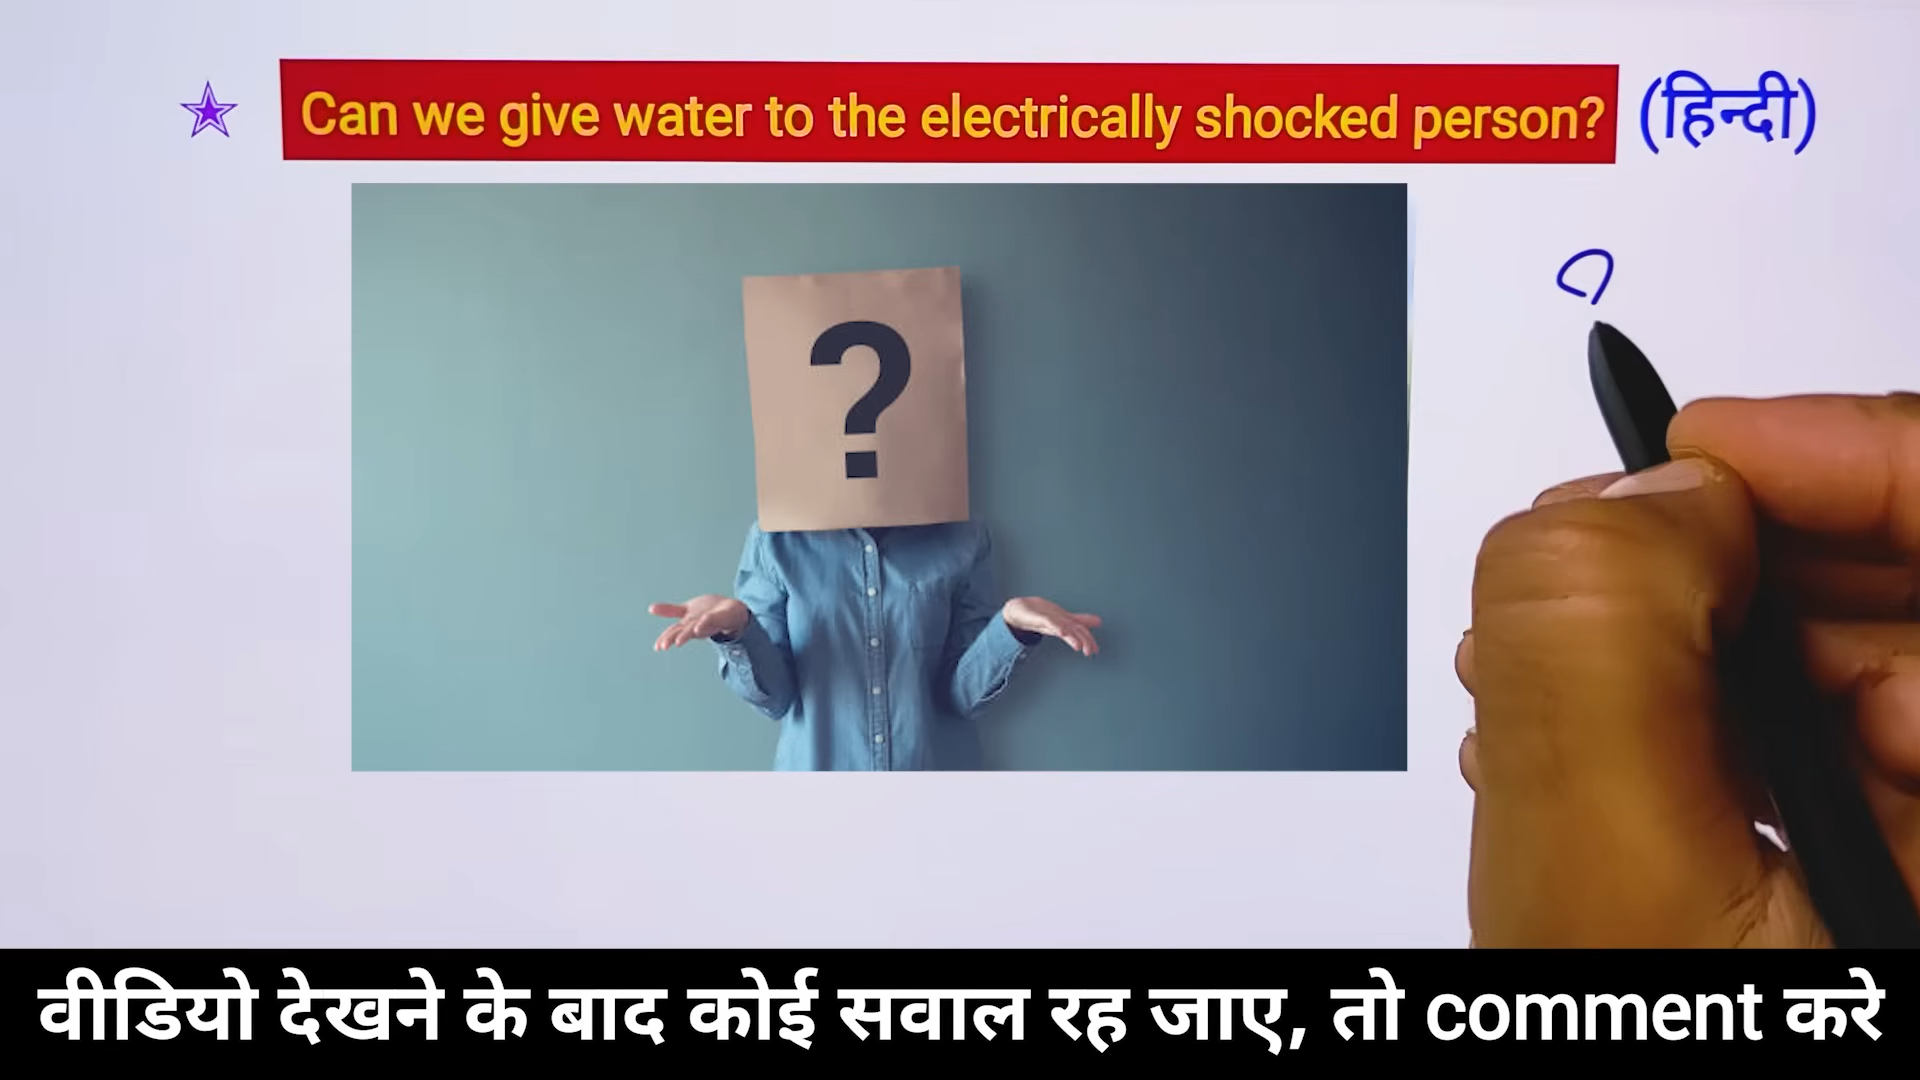 Can we give water to the electrically shocked person? (हिन्दी)
?
वीडियो देखने के बाद कोई सवाल रह जाए, तो comment करे